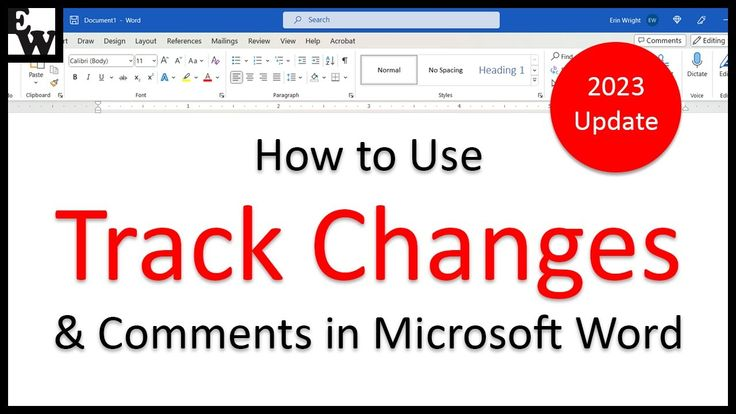 EW
Document1 - Word
Search
Erin Wright
EW
Draw Design Layout References Mailings Review View Help Acrobat
Comments
Editing
Paste
Calibri (Body)
11
Normal
No Spacing
Heading 1
Find
Dictate
Clipboard
Font
Paragraph
Styles
Voice
2023
Update
How to Use
Track Changes
& Comments in Microsoft Word